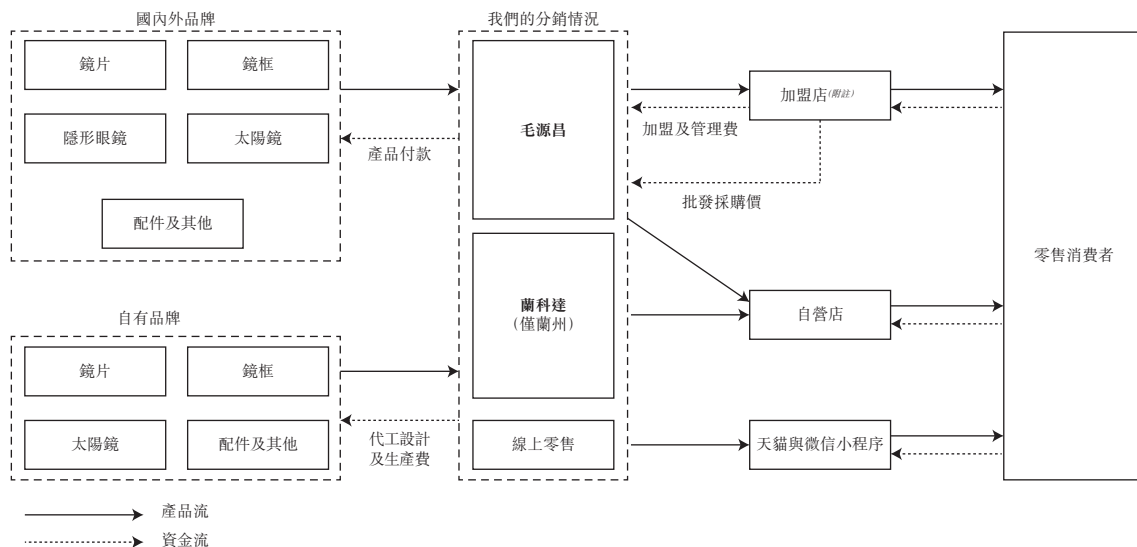 國內外品牌
鏡片
鏡框
隱形眼鏡
太陽鏡
配件及其他
自有品牌
鏡片
鏡框
太陽鏡
配件及其他
產品付款
代工設計
及生產費
我們的分銷情況
毛源昌
蘭科達
(僅蘭州)
線上零售
加盟店(附註)
加盟及管理費
批發採購價
自營店
天貓與微信小程序
零售消費者
產品流
資金流